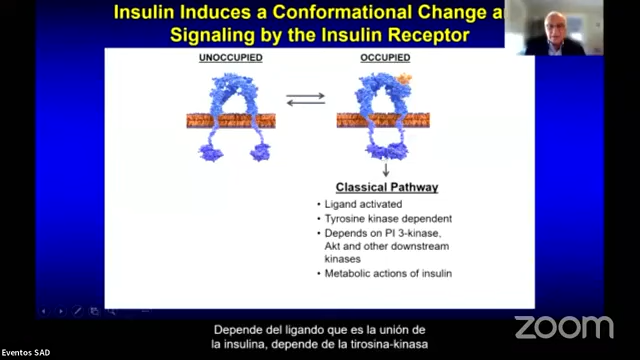 Insulin Induces a Conformational Change a
Signaling by the Insulin Receptor
UNOCCUPIED
OCCUPIED
Classical Pathway
• Ligand activated
• Tyrosine kinase dependent
• Depends on PI 3-kinase,
Akt and other downstream
kinases
• Metabolic actions of insulin
zoom
Depende del ligando que es la unión de
la insulina, depende de la tirosina-kinasa
Eventos SAD